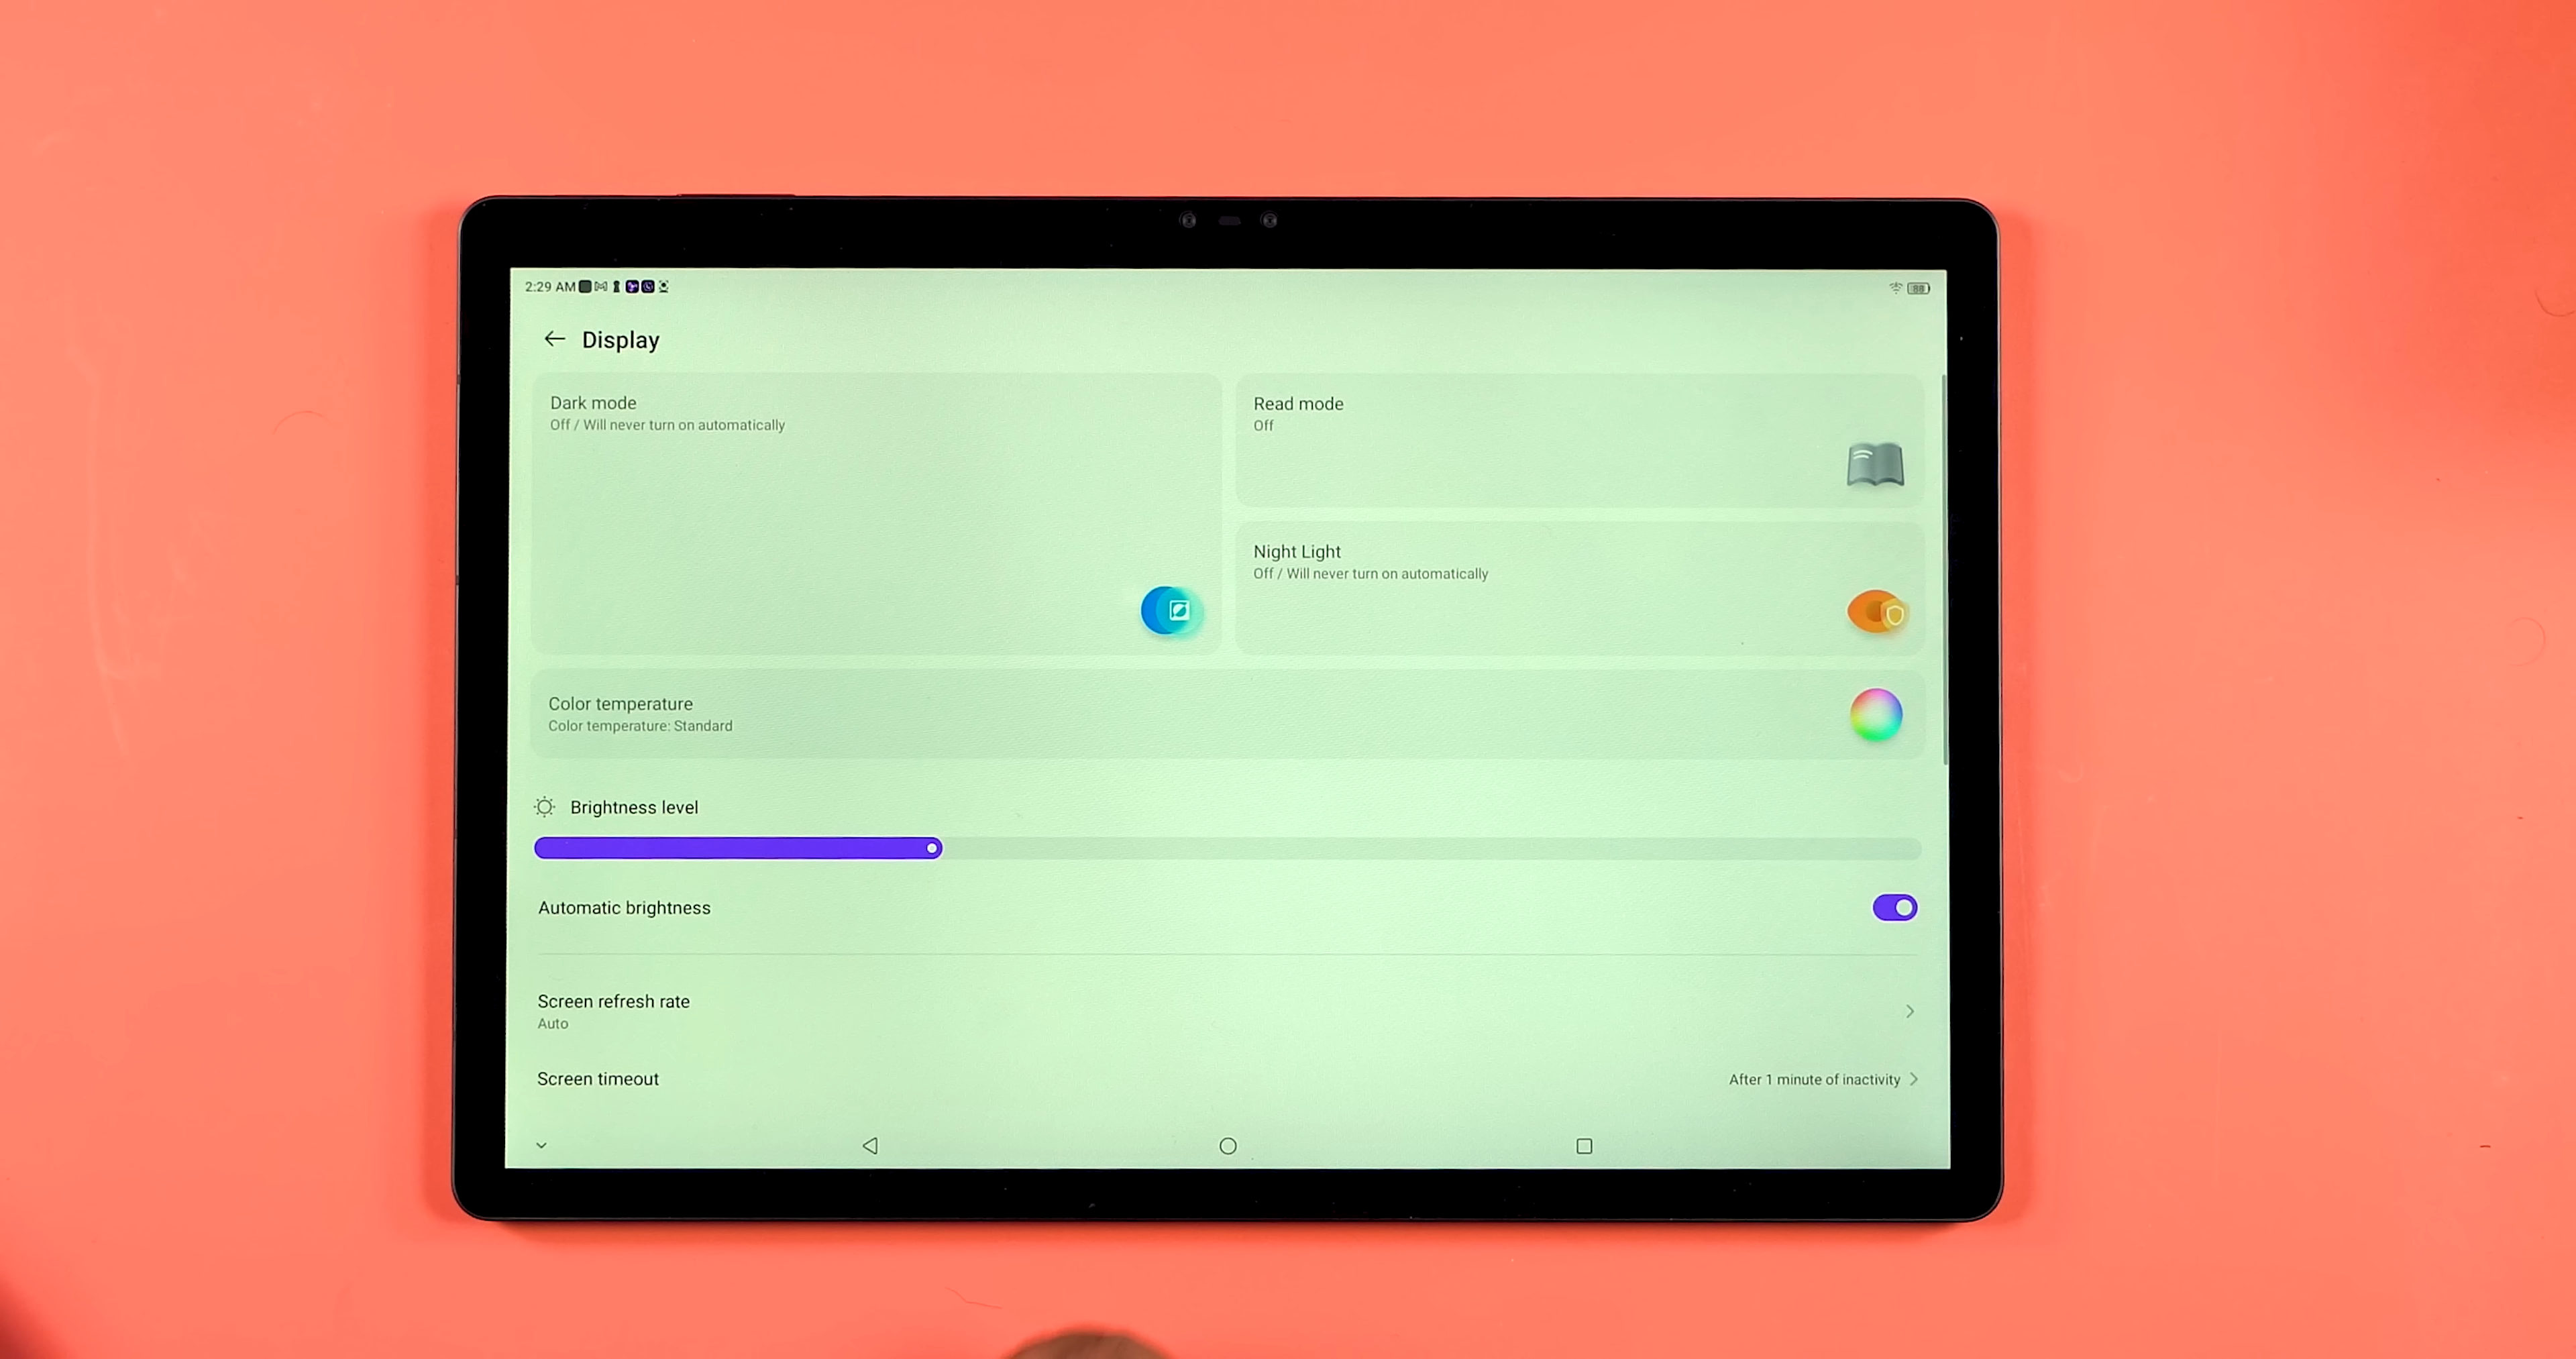 2:29 AM
88
Display
Dark mode
Off / Will never turn on automatically
Read mode
Off
Night Light
Off / Will never turn on automatically
Color temperature
Color temperature: Standard
Brightness level
Automatic brightness
Screen refresh rate
Auto
Screen timeout
After 1 minute of inactivity